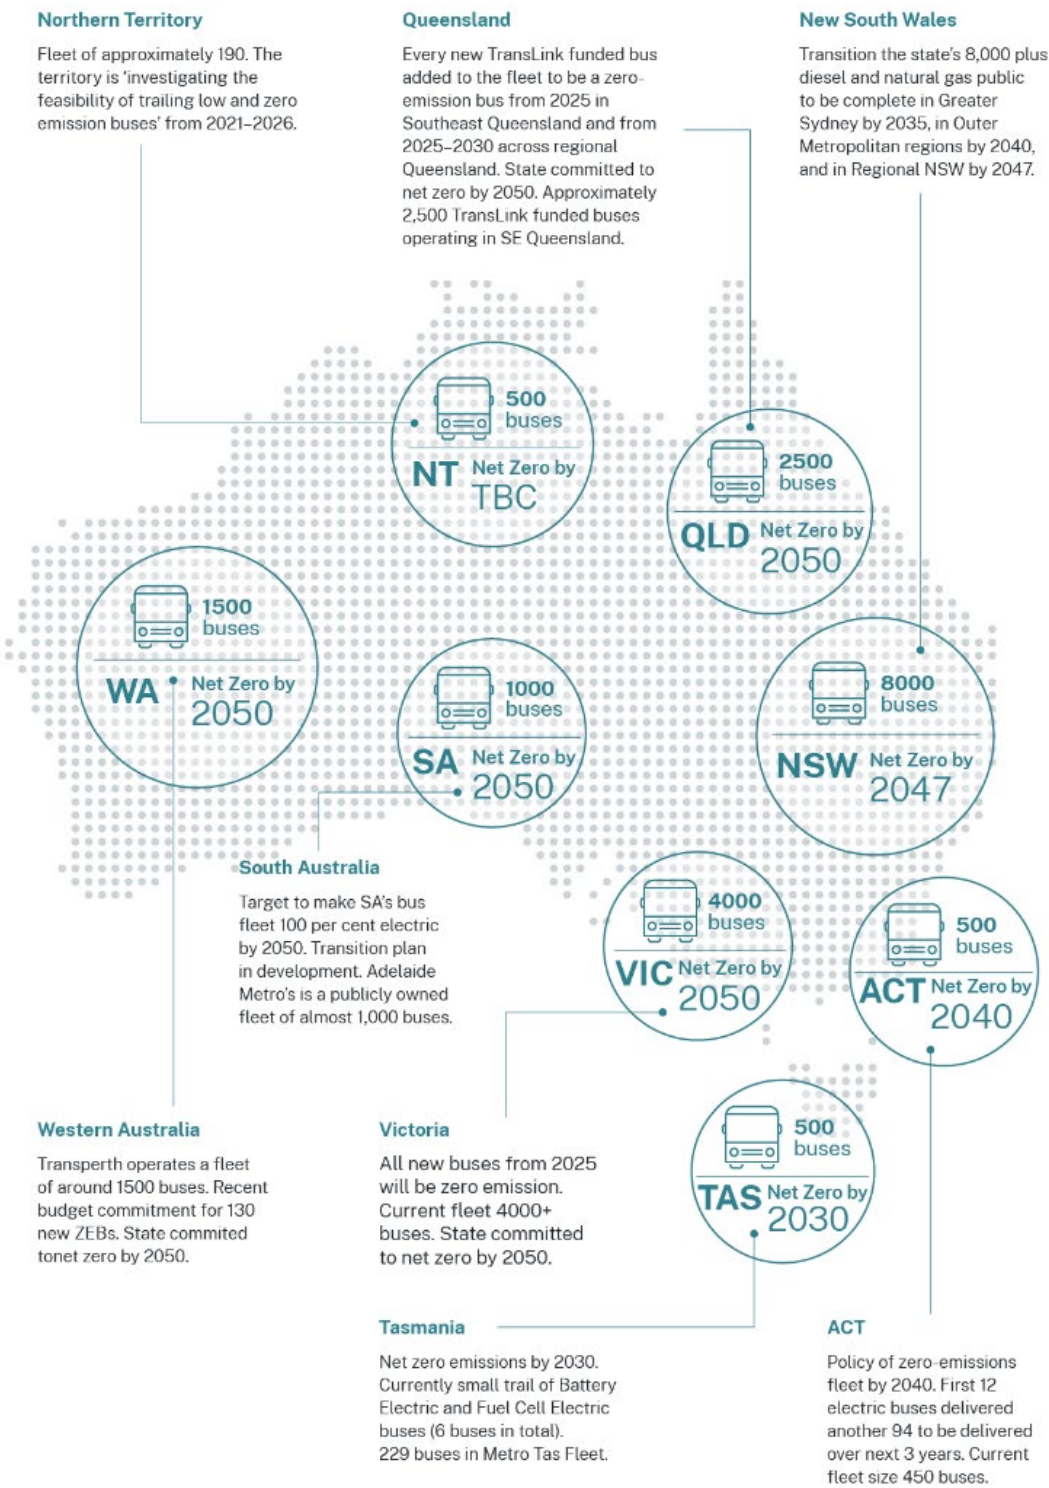 Northern Territory
Fleet of approximately 190. The
territory is ‘investigating the
feasibility of trailing low and zero
emission buses’ from 2021–2026.
Queensland
Every new TransLink funded bus
added to the fleet to be a zero-
emission bus from 2025 in
Southeast Queensland and from
2025–2030 across regional
Queensland. State committed to
net zero by 2050. Approximately
2,500 TransLink funded buses
operating in SE Queensland.
New South Wales
Transition the state’s 8,000 plus
diesel and natural gas public
to be complete in Greater
Sydney by 2035, in Outer
Metropolitan regions by 2040,
and in Regional NSW by 2047.
500
buses
NT
Net Zero by
TBC
2500
buses
QLD
Net Zero by
2050
1500
buses
WA
Net Zero by
2050
1000
buses
SA
Net Zero by
2050
8000
buses
NSW
Net Zero by
2047
South Australia
Target to make SA’s bus
fleet 100 per cent electric
by 2050. Transition plan
in development. Adelaide
Metro’s is a publicly owned
fleet of almost 1,000 buses.
4000
buses
VIC
Net Zero by
2050
500
buses
ACT
Net Zero by
2040
500
buses
TAS
Net Zero by
2030
Western Australia
Transperth operates a fleet
of around 1500 buses. Recent
budget commitment for 130
new ZEBs. State commited
tonet zero by 2050.
Victoria
All new buses from 2025
will be zero emission.
Current fleet 4000+
buses. State committed
to net zero by 2050.
Tasmania
Net zero emissions by 2030.
Currently small trail of Battery
Electric and Fuel Cell Electric
buses (6 buses in total).
229 buses in Metro Tas Fleet.
ACT
Policy of zero-emissions
fleet by 2040. First 12
electric buses delivered
another 94 to be delivered
over next 3 years. Current
fleet size 450 buses.